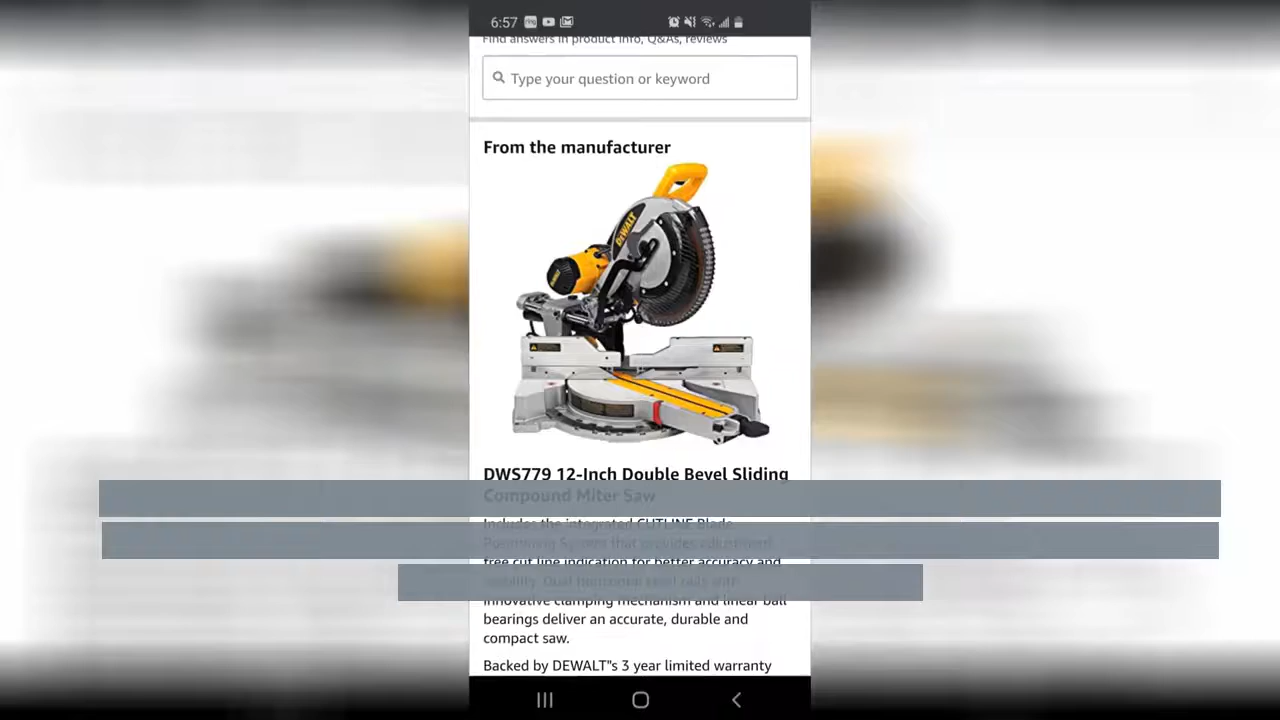 6:57
Find answers in product info, Q&As, reviews
Type your question or keyword
From the manufacturer
DEWALT
DWS779 12-Inch Double Bevel Sliding
Compound Miter Saw
Includes the integrated CUTLINE Blade
Positioning System that provides adjustment
free cut line indication for better accuracy and
visibility. Dual horizontal steel rails with
innovative clamping mechanism and linear ball
bearings deliver an accurate, durable and
compact saw.
Backed by DEWALT"s 3 year limited warranty